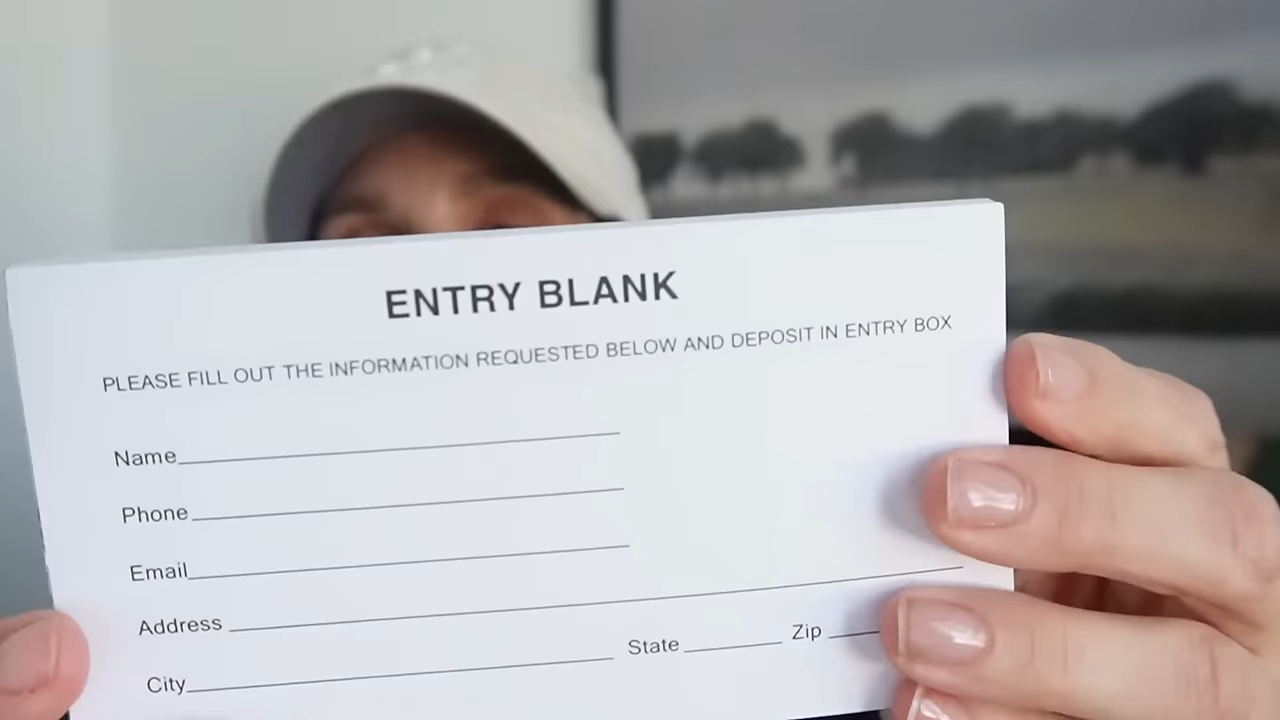 ENTRY BLANK
PLEASE FILL OUT THE INFORMATION REQUESTED BELOW AND DEPOSIT IN ENTRY BOX
Name
Phone
Email
Address
City State Zip